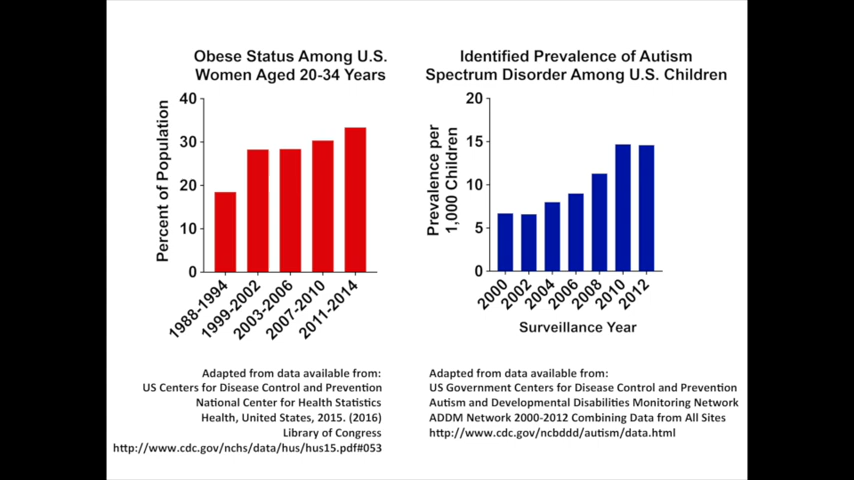 Obese Status Among U.S.
Women Aged 20-34 Years
Percent of Population
40
30
20
10
0
1988-1994
1999-2002
2003-2006
2007-2010
2011-2014
Adapted from data available from:
US Centers for Disease Control and Prevention
National Center for Health Statistics
Health, United States, 2015. (2016)
Library of Congress
http://www.cdc.gov/nchs/data/hus/hus15.pdf#053
Identified Prevalence of Autism
Spectrum Disorder Among U.S. Children
Prevalence per
1,000 Children
20
15
10
5
0
2000
2002
2004
2006
2008
2010
2012
Surveillance Year
Adapted from data available from:
US Government Centers for Disease Control and Prevention
Autism and Developmental Disabilities Monitoring Network
ADDM Network 2000-2012 Combining Data from All Sites
http://www.cdc.gov/ncbddd/autism/data.html